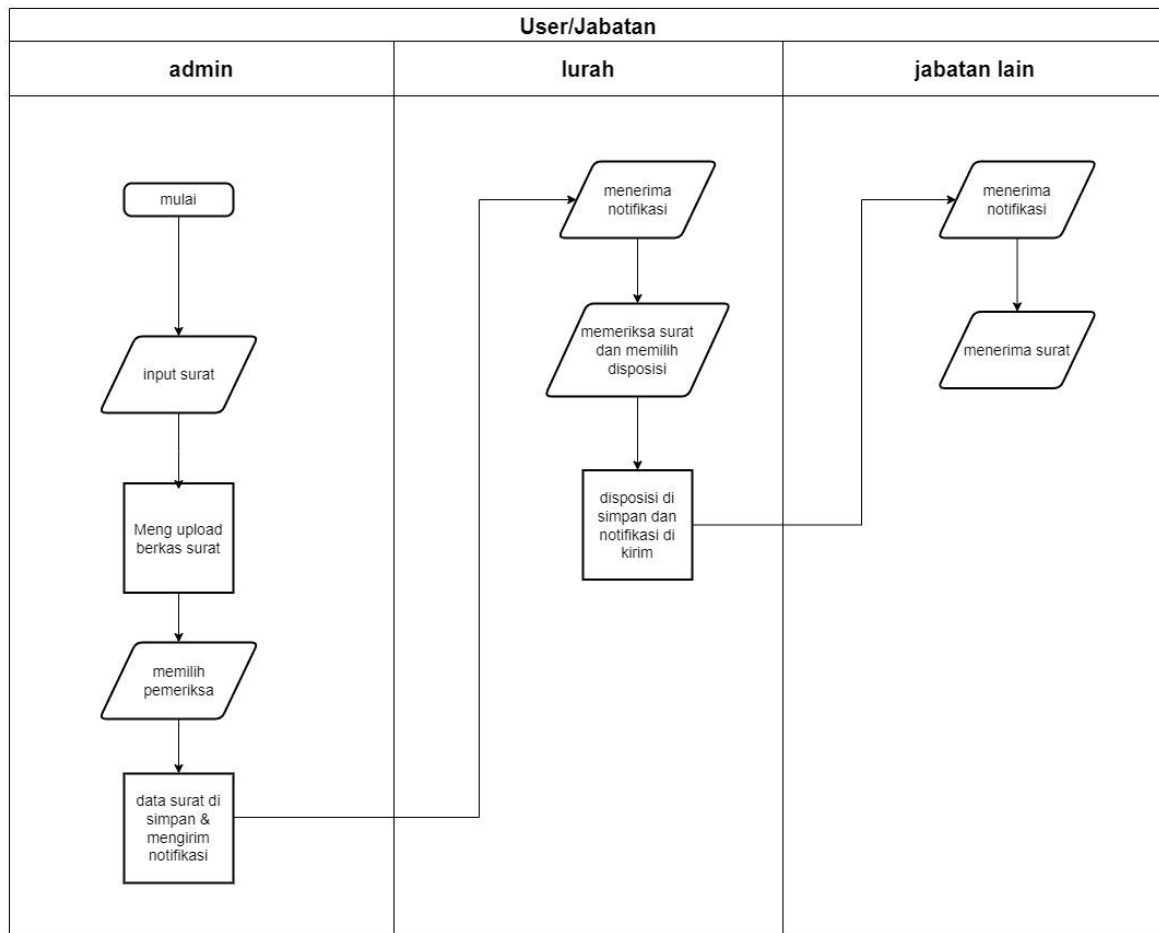 User/Jabatan
admin
lurah
jabatan lain
mulai
input surat
Meng upload
berkas surat
memilih
pemeriksa
data surat di
simpan &
mengirim
notifikasi
menerima
notifikasi
memeriksa surat
dan memilih
disposisi
disposisi di
simpan dan
notifikasi di
kirim
menerima
notifikasi
menerima surat